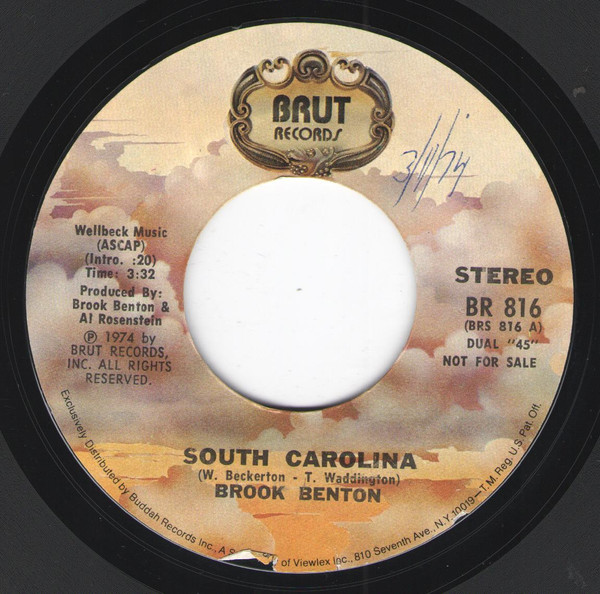 BRUT
RECORDS
3/11/74
Wellbeck Music
(ASCAP)
(Intro. :20)
Time: 3:32
Produced By:
Brook Benton &
Al Rosenstein
Ⓟ 1974 by
BRUT RECORDS,
INC. ALL RIGHTS
RESERVED.
STEREO
BR 816
(BRS 816 A)
DUAL "45"
NOT FOR SALE
SOUTH CAROLINA
(W. Beckerton - T. Waddington)
BROOK BENTON
Exclusively Distributed by Buddah Records Inc., A S of Viewlex Inc., 810 Seventh Ave., N.Y. 10019—T.M. Reg. U.S. Pat. Off.